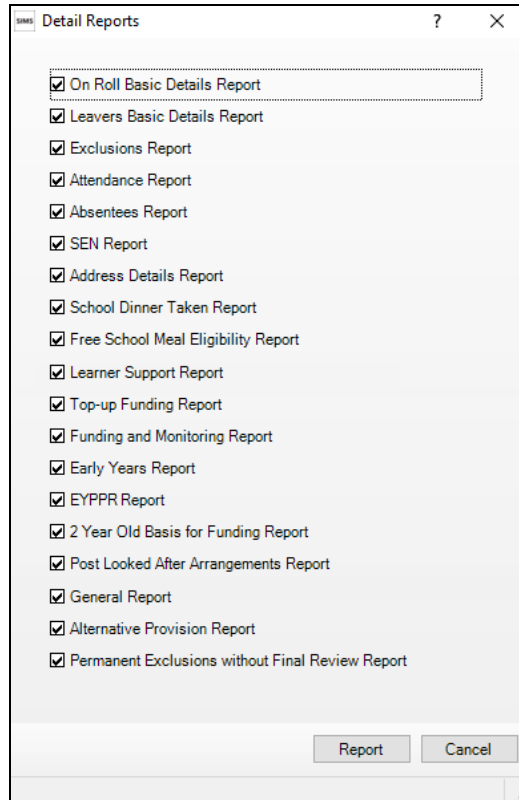 SIMS Detail Reports ? ×
On Roll Basic Details Report
Leavers Basic Details Report
Exclusions Report
Attendance Report
Absentees Report
SEN Report
Address Details Report
School Dinner Taken Report
Free School Meal Eligibility Report
Learner Support Report
Top-up Funding Report
Funding and Monitoring Report
Early Years Report
EYPPR Report
2 Year Old Basis for Funding Report
Post Looked After Arrangements Report
General Report
Alternative Provision Report
Permanent Exclusions without Final Review Report
Report Cancel